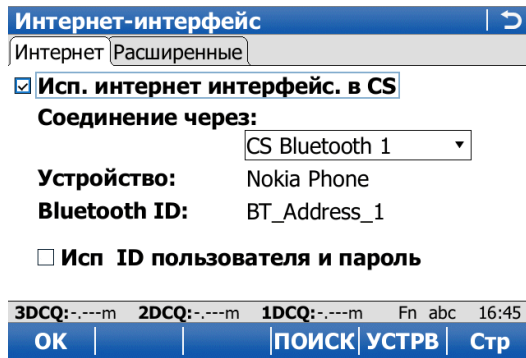 Интернет-интерфейс
Интернет Расширенные
Исп. интернет интерфейс. в CS
Соединение через:
CS Bluetooth 1
Устройство: Nokia Phone
Bluetooth ID: BT_Address_1
Исп ID пользователя и пароль
3DCQ:-.---m 2DCQ:-.---m 1DCQ:-.---m Fn abc 16:45
OK ПОИСК УСТРВ Стр